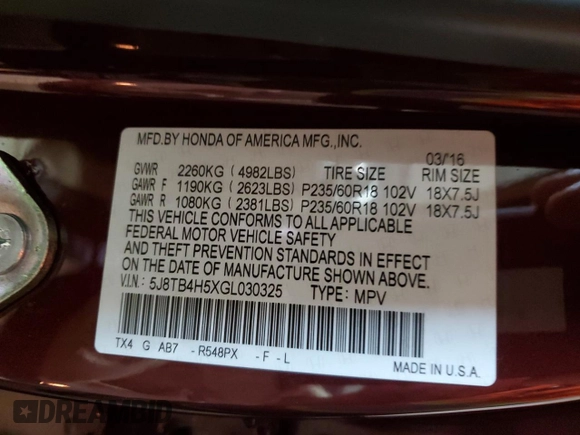 MFD.BY HONDA OF AMERICA MFG.,INC.
03/'16
GVWR 2260KG ( 4982LBS) TIRE SIZE RIM SIZE
GAWR F 1190KG ( 2623LBS) P235/60R18 102V 18X7.5J
GAWR R 1080KG ( 2381LBS) P235/60R18 102V 18X7.5J
THIS VEHICLE CONFORMS TO ALL APPLICABLE
FEDERAL MOTOR VEHICLE SAFETY
AND THEFT PREVENTION STANDARDS IN EFFECT
ON THE DATE OF MANUFACTURE SHOWN ABOVE.
V.I.N.: 5J8TB4H5XGL030325 TYPE: MPV
TX4 G AB7 - R548PX - F - L
MADE IN U.S.A.
DREAMBID